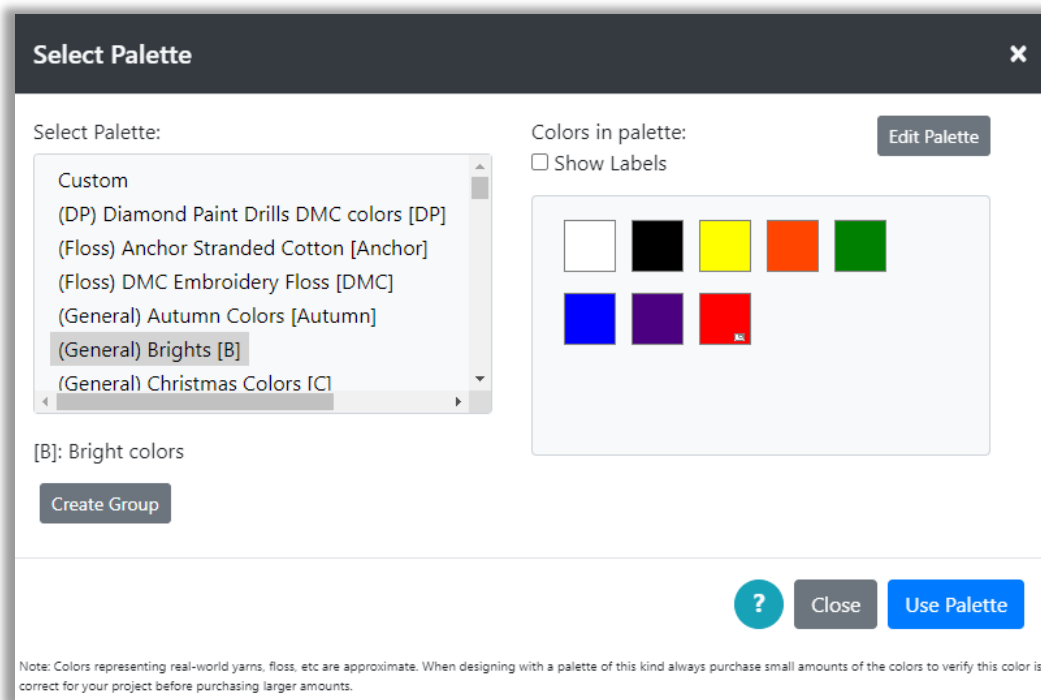 Select Palette
Select Palette:
Custom
(DP) Diamond Paint Drills DMC colors [DP]
(Floss) Anchor Stranded Cotton [Anchor]
(Floss) DMC Embroidery Floss [DMC]
(General) Autumn Colors [Autumn]
(General) Brights [B]
(General) Christmas Colors [C]
[B]: Bright colors
Create Group
Colors in palette:
Edit Palette
Show Labels
?
Close
Use Palette
Note: Colors representing real-world yarns, floss, etc are approximate. When designing with a palette of this kind always purchase small amounts of the colors to verify this color is
correct for your project before purchasing larger amounts.